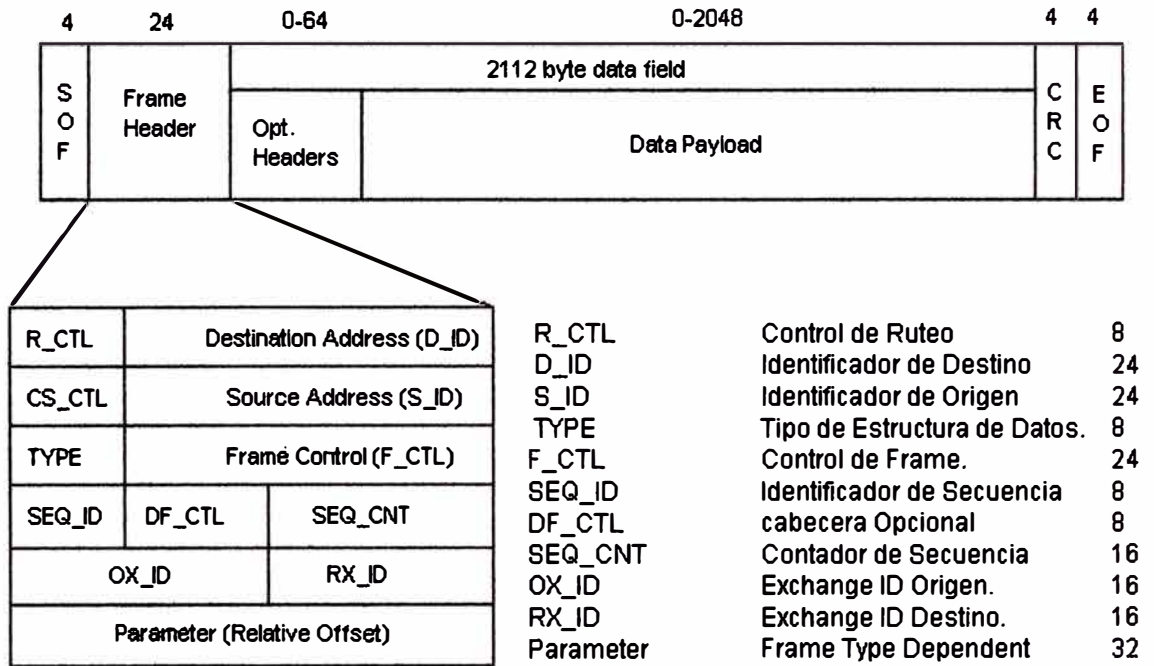 4 24 0-64 0-2048 4 4
SOF
Frame
Header
2112 byte data field
Opt.
Headers
Data Payload
CRC
EOF
R_CTL Destination Address (D_ID)
CS_CTL Source Address (S_ID)
TYPE Frame Control (F_CTL)
SEQ_ID DF_CTL SEQ_CNT
OX_ID RX_ID
Parameter (Relative Offset)
R_CTL Control de Ruteo 8
D_ID Identificador de Destino 24
S_ID Identificador de Origen 24
TYPE Tipo de Estructura de Datos. 8
F_CTL Control de Frame. 24
SEQ_ID Identificador de Secuencia 8
DF_CTL cabecera Opcional 8
SEQ_CNT Contador de Secuencia 16
OX_ID Exchange ID Origen. 16
RX_ID Exchange ID Destino. 16
Parameter Frame Type Dependent 32